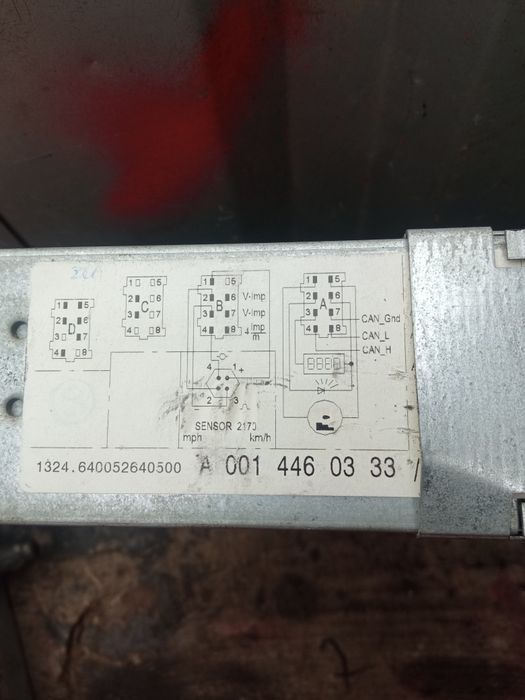 1 5
2 6
3 D 7
4 8
1 5
2 6
3 C 7
4 8
1 5
2 6 V-Imp
3 B 7 V-Imp
4 8 4 Imp
m
1 5
2 6
3 A 7
4 8
CAN_Gnd
CAN_L
CAN_H
4 1 +
2 3
SENSOR 2170
mph km/h
1324.640052640500 A 001 446 03 33 /